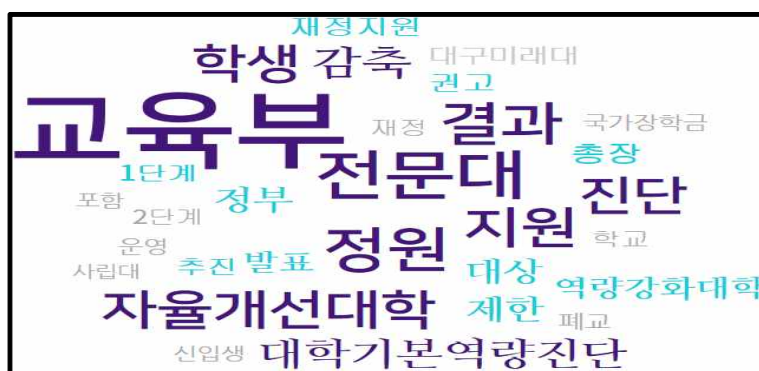 재정지원
학생 감축 대구미래대
권고
교육부 재정 결과 국가장학금
1단계 전문대 총장
포함 정부 지원 진단
2단계
운영 정원 학교
사립대 추진 발표 대상 역량강화대학
자율개선대학 제한 폐교
신입생 대학기본역량진단